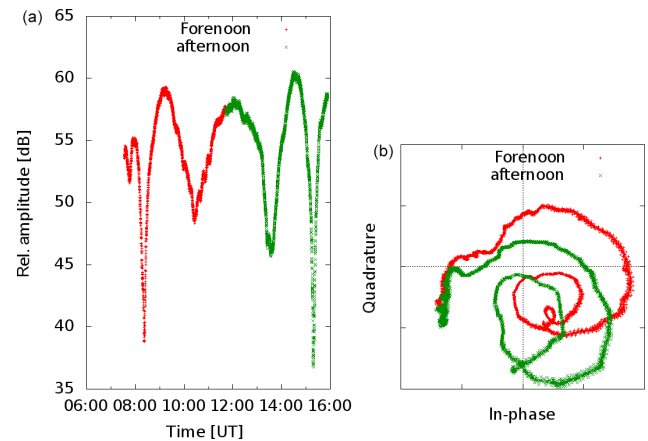 (a)
65
60
55
50
45
40
35
Rel. amplitude [dB]
Forenoon
afternoon
06:00 08:00 10:00 12:00 14:00 16:00
Time [UT]
(b)
Forenoon
afternoon
Quadrature
In-phase